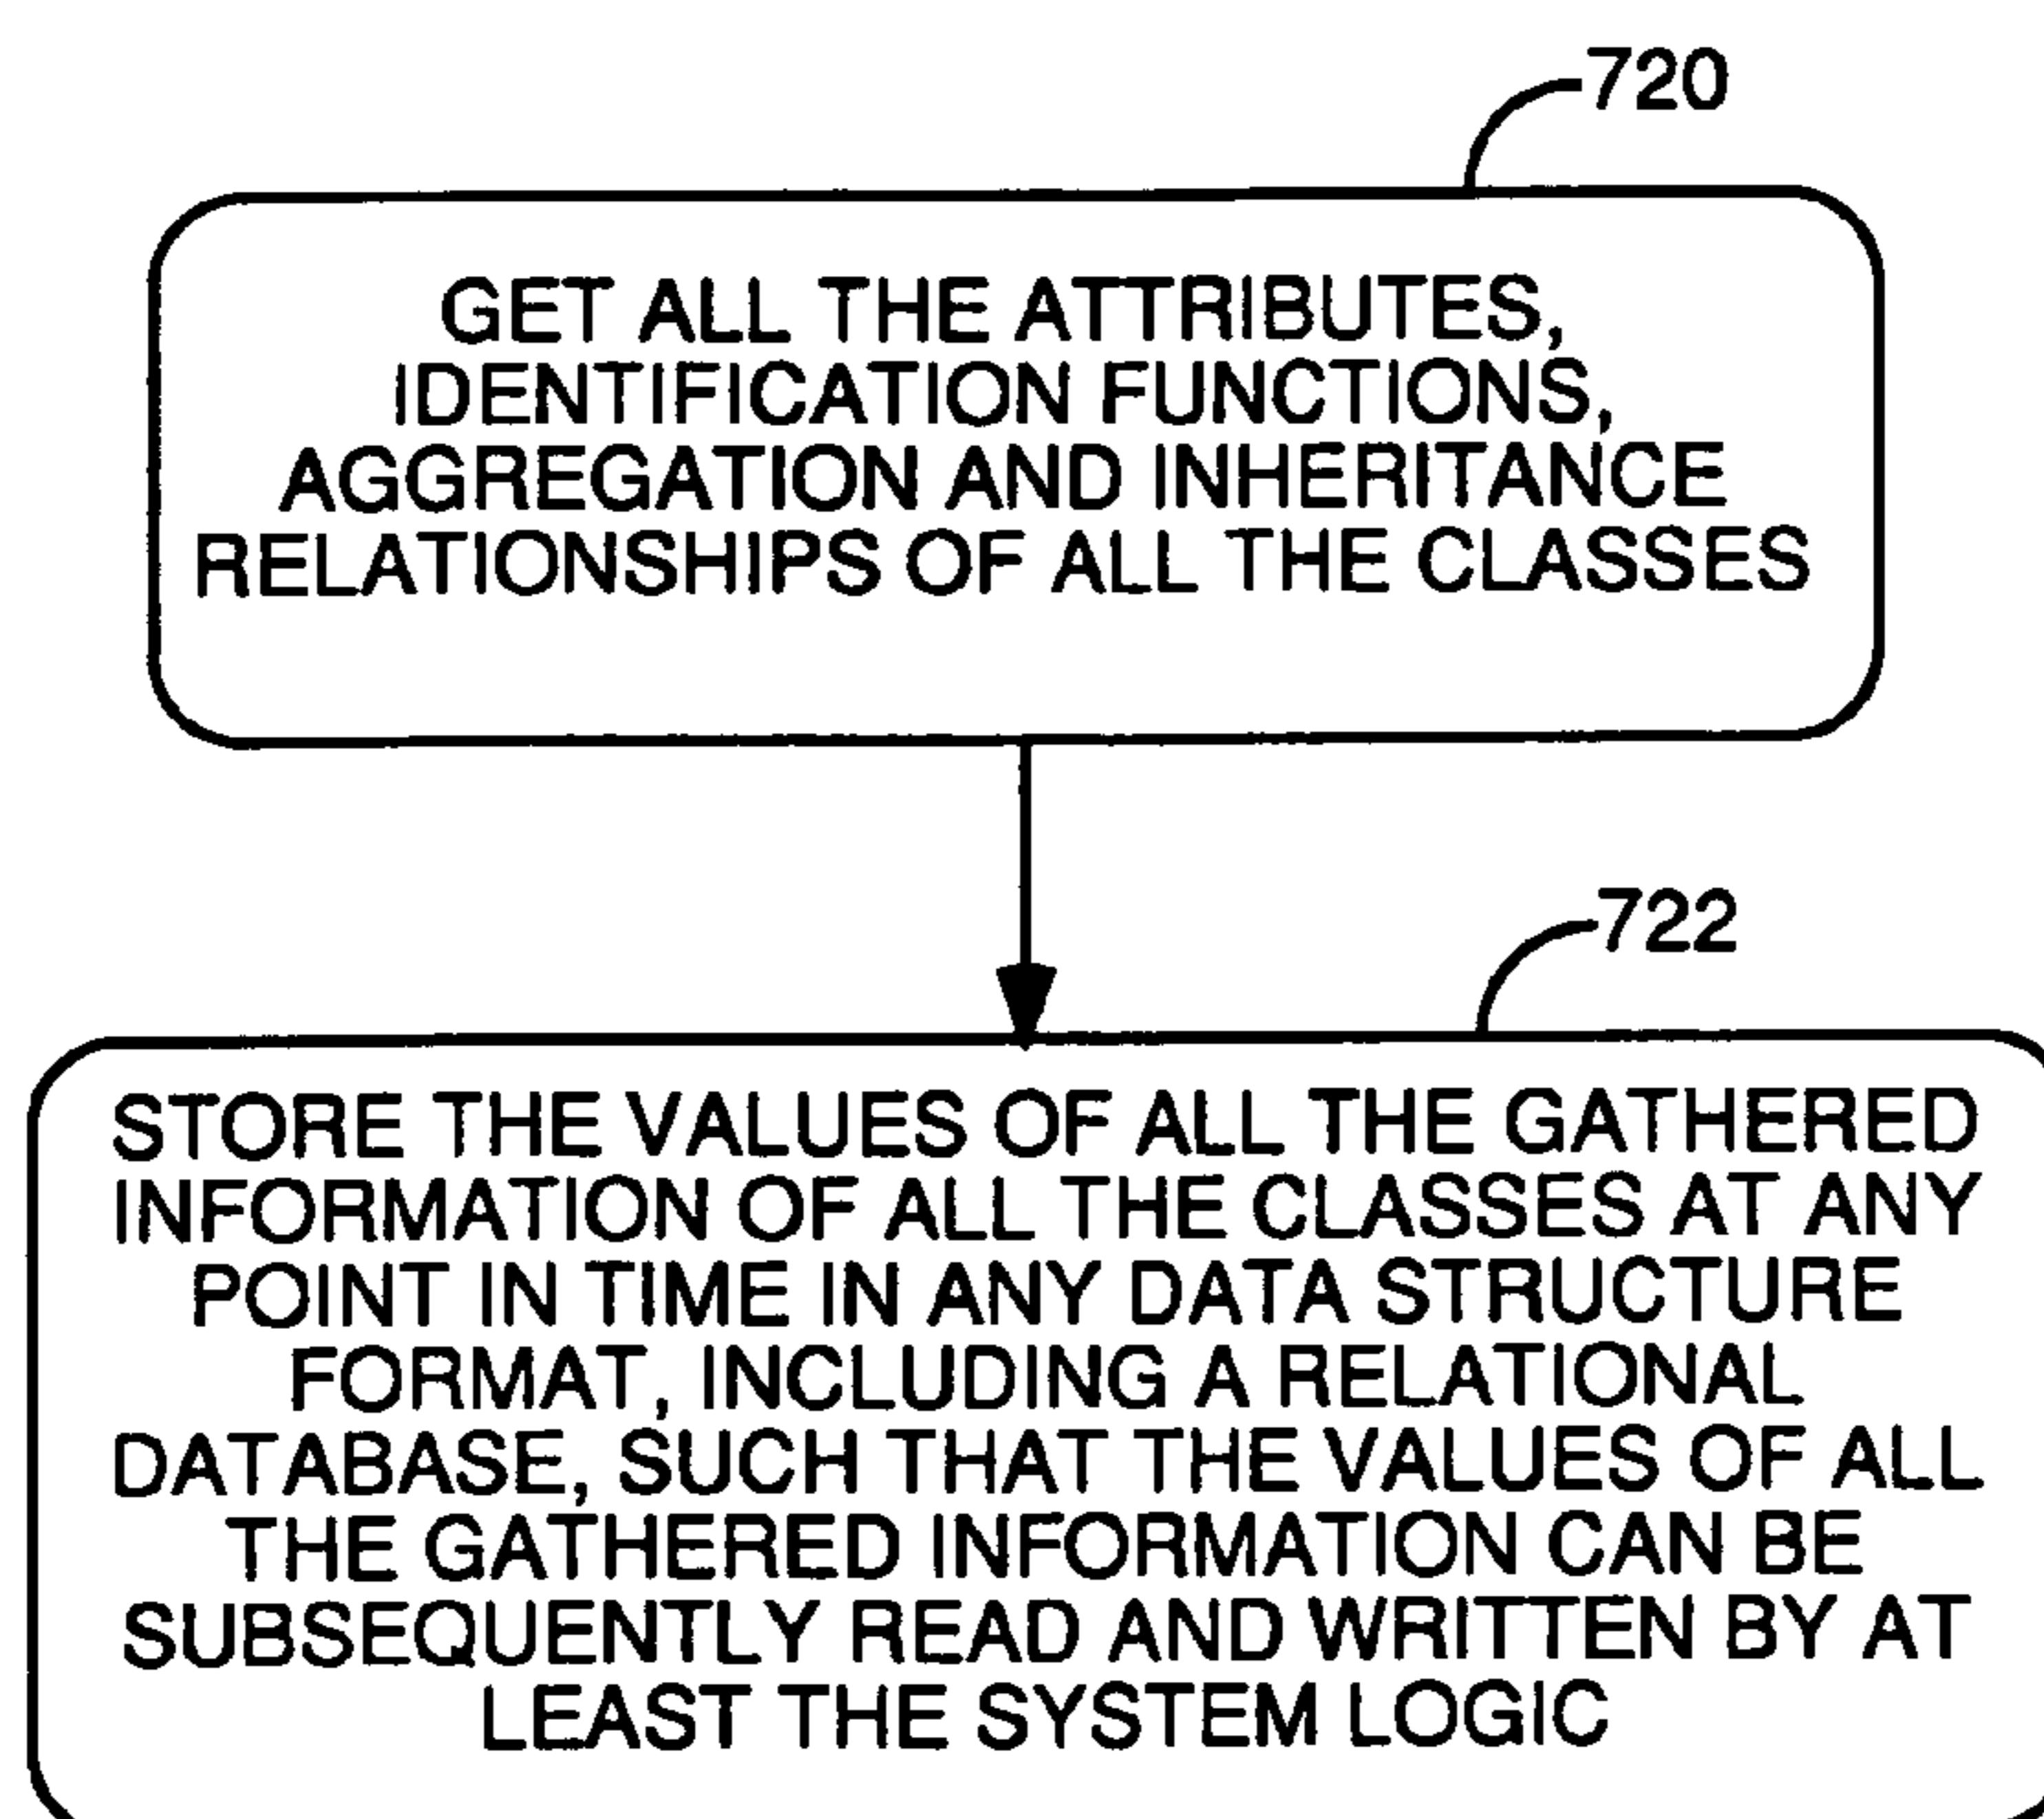 720
GET ALL THE ATTRIBUTES,
IDENTIFICATION FUNCTIONS,
AGGREGATION AND INHERITANCE
RELATIONSHIPS OF ALL THE CLASSES
722
STORE THE VALUES OF ALL THE GATHERED
INFORMATION OF ALL THE CLASSES AT ANY
POINT IN TIME IN ANY DATA STRUCTURE
FORMAT, INCLUDING A RELATIONAL
DATABASE, SUCH THAT THE VALUES OF ALL
THE GATHERED INFORMATION CAN BE
SUBSEQUENTLY READ AND WRITTEN BY AT
LEAST THE SYSTEM LOGIC